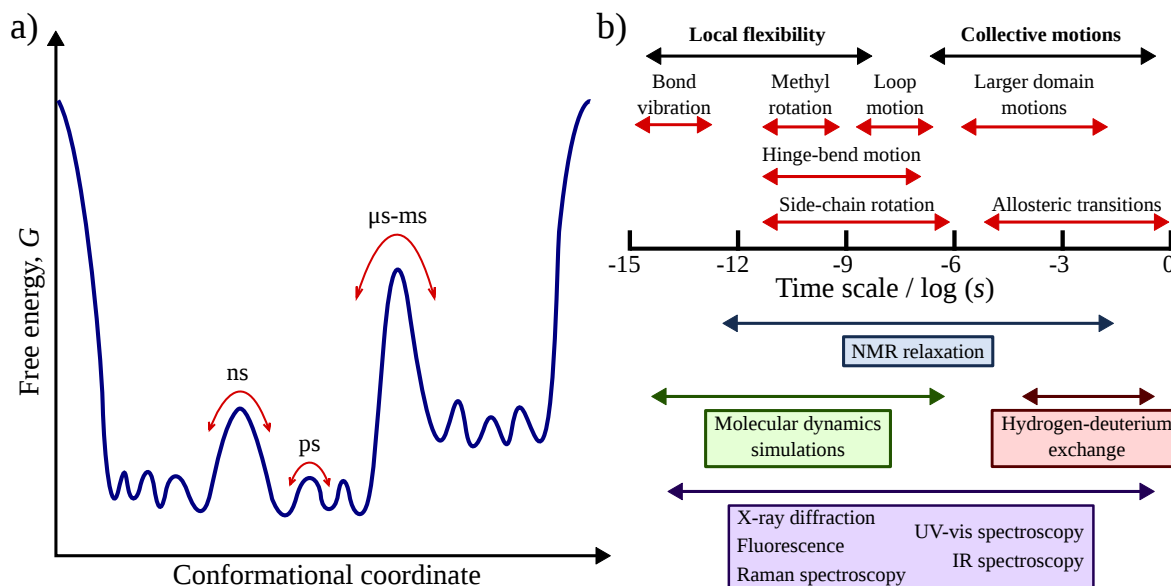 a)
Free energy, G
μs-ms
ns
ps
Conformational coordinate
b)
Local flexibility
Collective motions
Bond
vibration
Methyl
rotation
Loop
motion
Larger domain
motions
Hinge-bend motion
Side-chain rotation
Allosteric transitions
-15 -12 -9 -6 -3 0
Time scale / log (s)
NMR relaxation
Molecular dynamics
simulations
Hydrogen-deuterium
exchange
X-ray diffraction
Fluorescence
Raman spectroscopy
UV-vis spectroscopy
IR spectroscopy